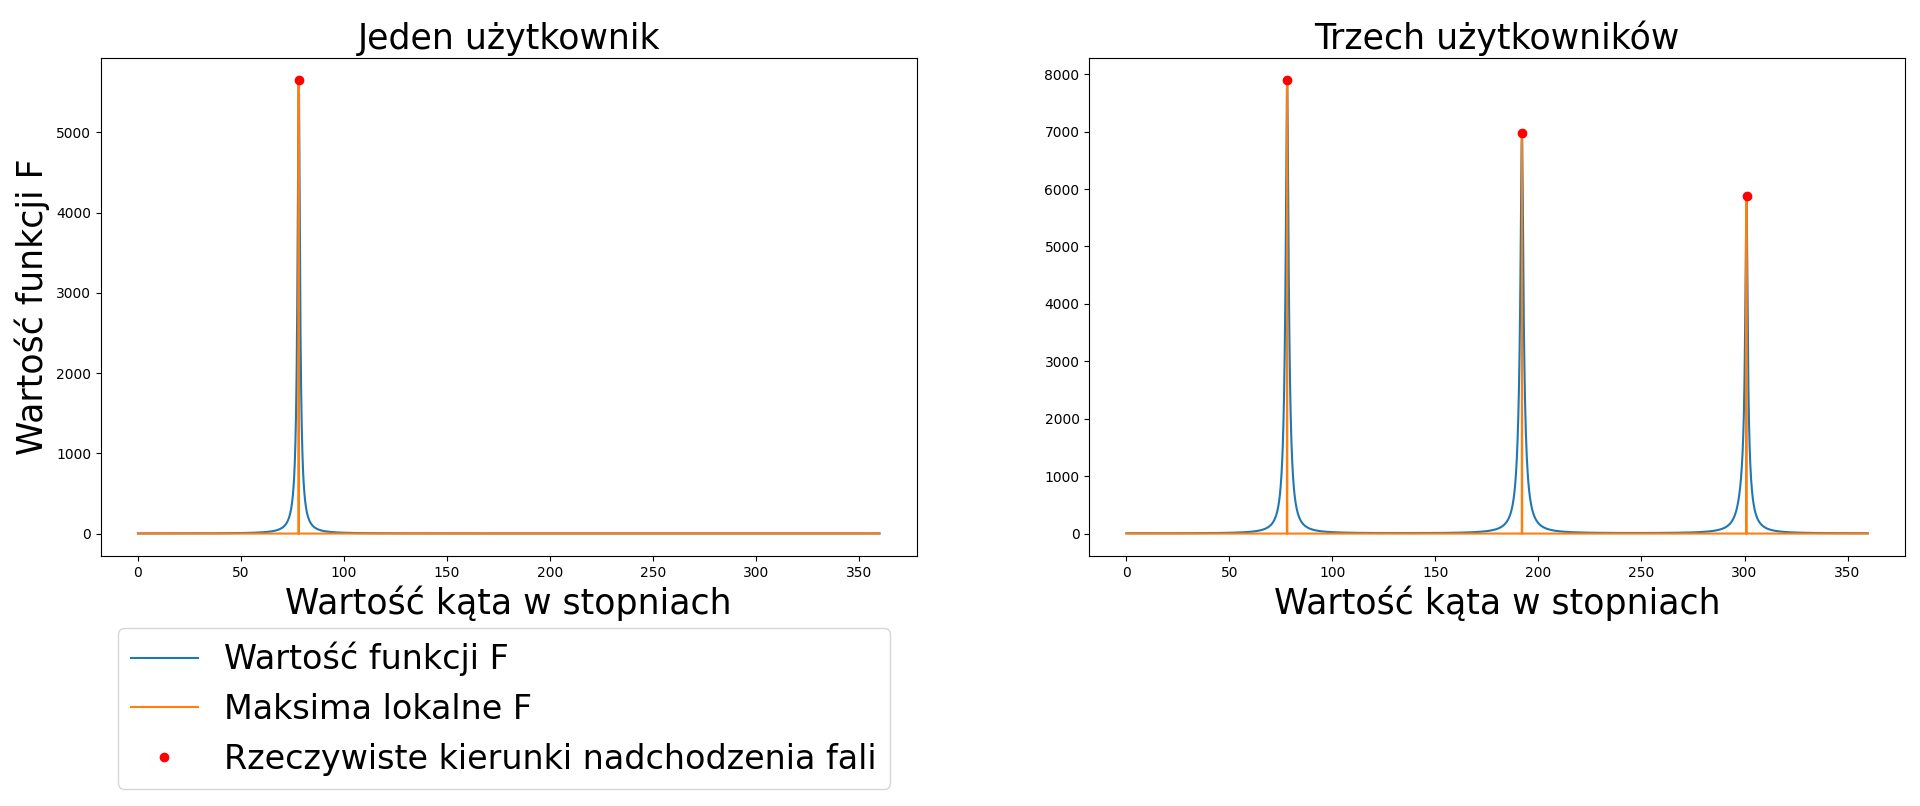 Jeden użytkownik
Wartość funkcji F
5000
4000
3000
2000
1000
0
0 50 100 150 200 250 300 350
Wartość kąta w stopniach
Wartość funkcji F
Maksima lokalne F
Rzeczywiste kierunki nadchodzenia fali
Trzech użytkowników
8000
7000
6000
5000
4000
3000
2000
1000
0
0 50 100 150 200 250 300 350
Wartość kąta w stopniach